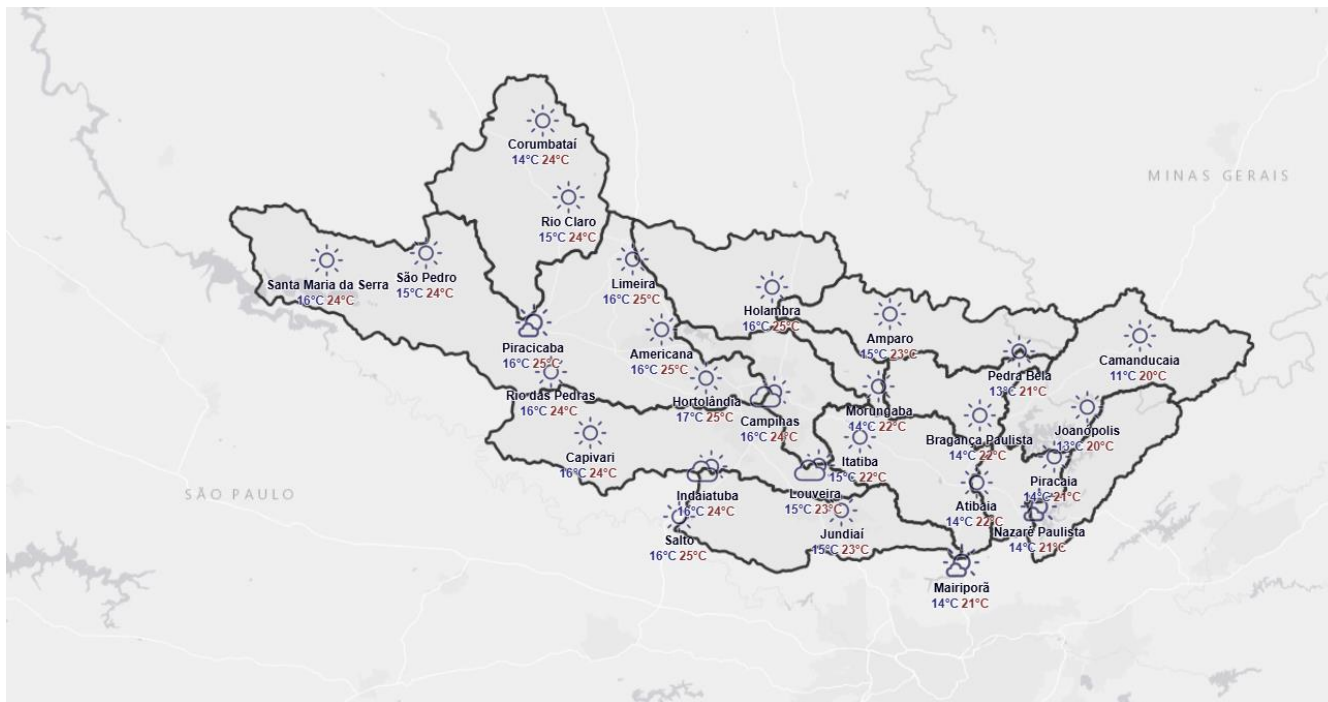 Corumbataí
14°C 24°C
MINAS GERAIS
Rio Claro
15°C 24°C
São Pedro
15°C 24°C
Santa Maria da Serra
16°C 24°C
Limeira
16°C 25°C
Holambra
16°C 25°C
Amparo
15°C 23°C
Piracicaba
16°C 25°C
Americana
16°C 25°C
Camanducaia
11°C 20°C
Pedra Bela
13°C 21°C
Rio das Pedras
16°C 24°C
Hortolândia
17°C 25°C
Morungaba
14°C 22°C
Campinas
16°C 24°C
Joanópolis
13°C 20°C
Bragança Paulista
14°C 22°C
Capivari
16°C 24°C
Itatiba
15°C 22°C
Piracaia
14°C 21°C
SÃO PAULO
Indaiatuba
16°C 24°C
Louveira
15°C 23°C
Atibaia
14°C 22°C
Nazaré Paulista
14°C 21°C
Salto
16°C 25°C
Jundiaí
15°C 23°C
Mairiporã
14°C 21°C